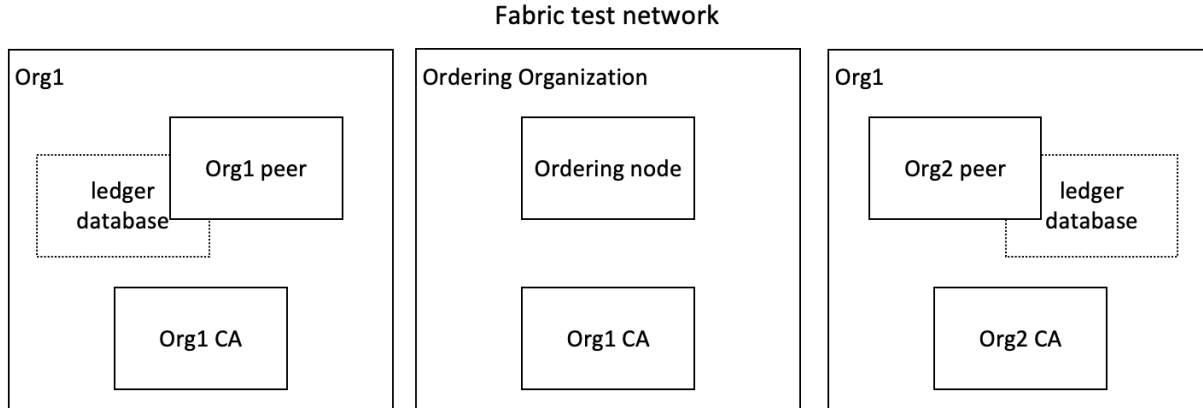 Fabric test network
Org1
Org1 peer
ledger
database
Org1 CA
Ordering Organization
Ordering node
Org1 CA
Org1
Org2 peer
ledger
database
Org2 CA